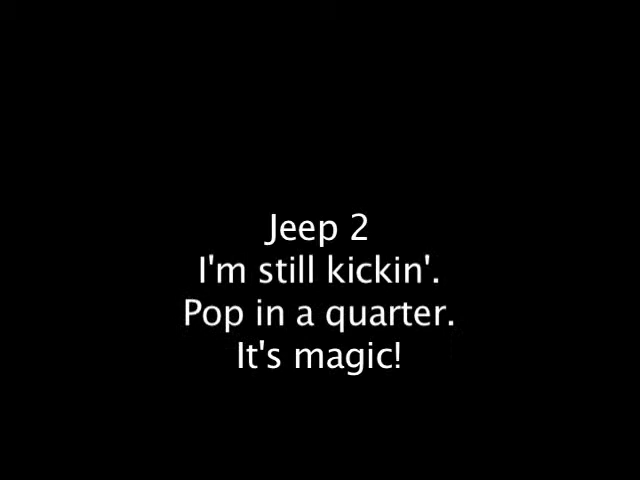 Jeep 2
I'm still kickin'.
Pop in a quarter.
It's magic!